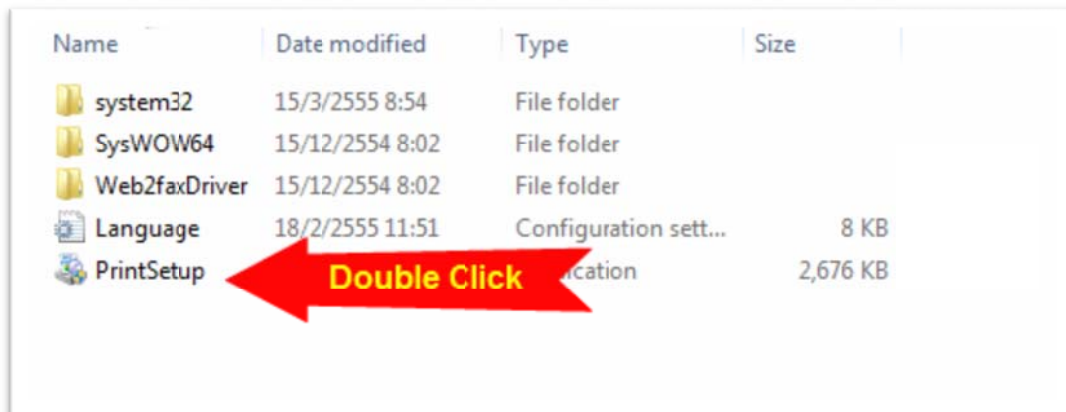 Name Date modified Type Size
system32 15/3/2555 8:54 File folder
SysWOW64 15/12/2554 8:02 File folder
Web2faxDriver 15/12/2554 8:02 File folder
Language 18/2/2555 11:51 Configuration sett... 8 KB
PrintSetup Double Click ication 2,676 KB